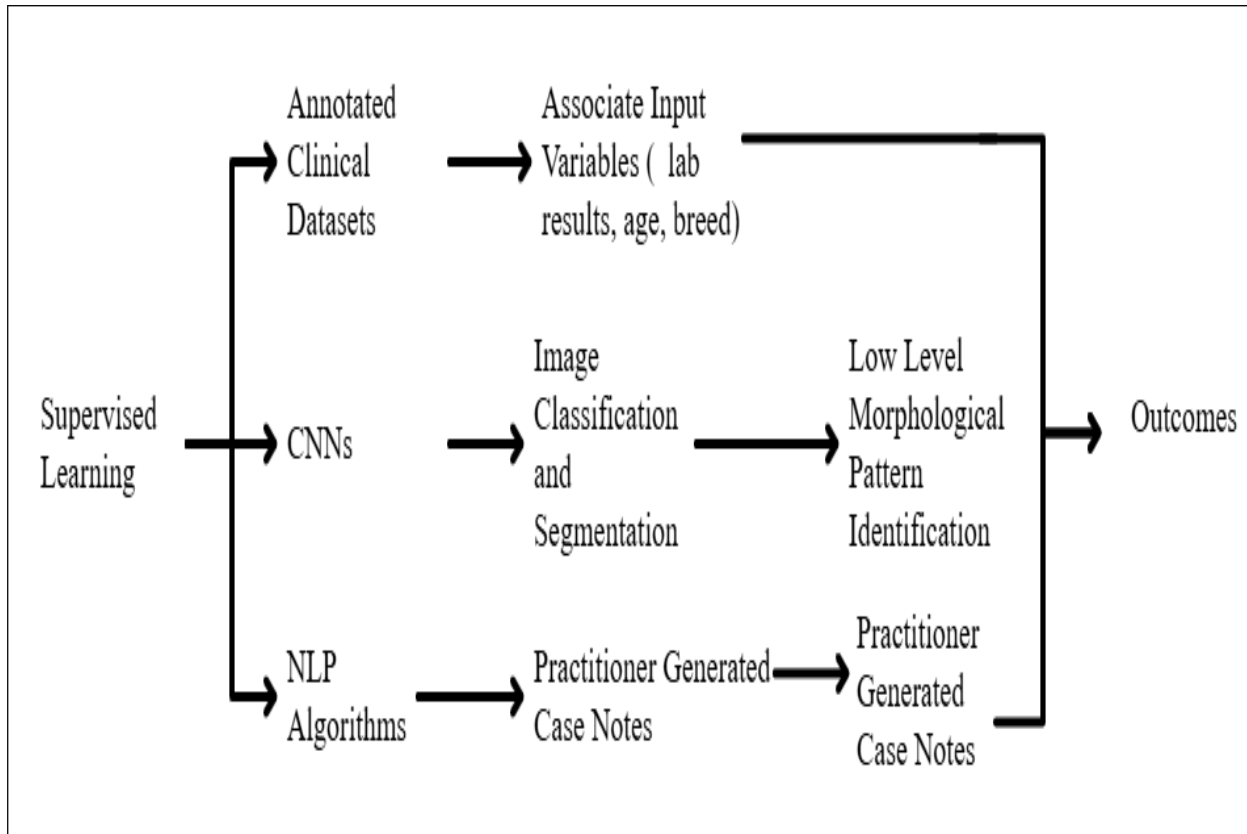 Supervised
Learning
Annotated
Clinical
Datasets
Associate Input
Variables ( lab
results, age, breed)
CNNs
Image
Classification
and
Segmentation
Low Level
Morphological
Pattern
Identification
NLP
Algorithms
Practitioner Generated
Case Notes
Practitioner
Generated
Case Notes
Outcomes